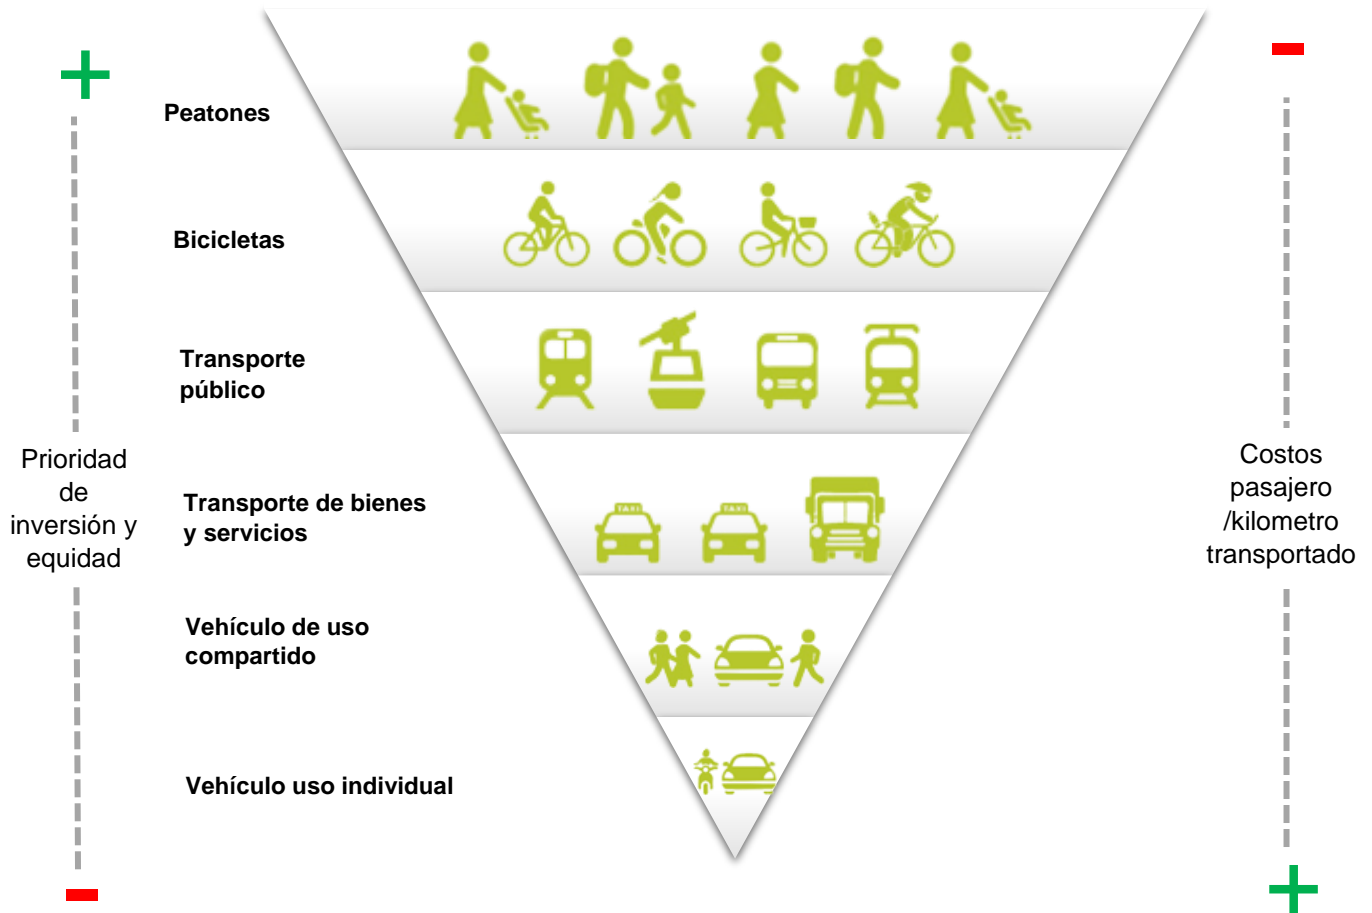 +
-
Peatones
Bicicletas
Transporte
público
Prioridad
de
inversión y
equidad
Costos
pasajero
/kilometro
transportado
Transporte de bienes
y servicios
TAXI
TAXI
Vehículo de uso
compartido
Vehículo uso individual
-
+